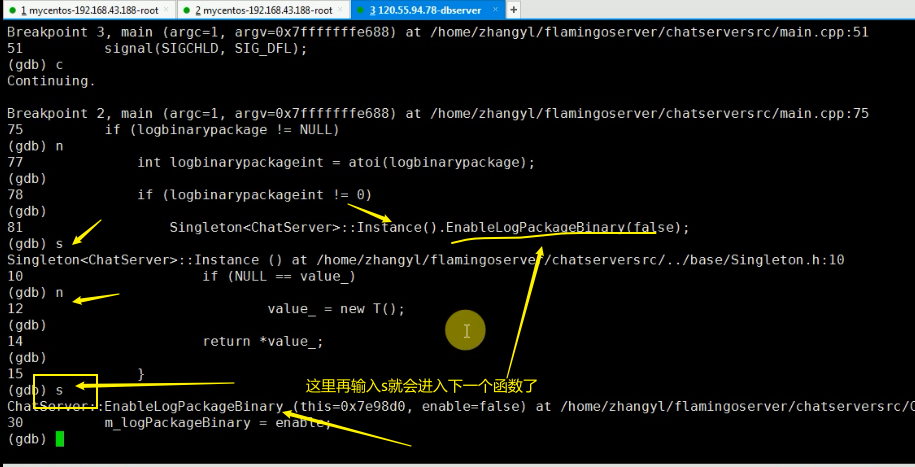 1 mycentos-192.168.43.188-root × 2 mycentos-192.168.43.188-root × 3 120.55.94.78-dbserver × +
Breakpoint 3, main (argc=1, argv=0x7fffffffe688) at /home/zhangyl/flamingoserver/chatserversrc/main.cpp:51
51 signal(SIGCHLD, SIG_DFL);
(gdb) c
Continuing.
Breakpoint 2, main (argc=1, argv=0x7fffffffe688) at /home/zhangyl/flamingoserver/chatserversrc/main.cpp:75
75 if (logbinarypackage != NULL)
(gdb) n
77 int logbinarypackageint = atoi(logbinarypackage);
(gdb)
78 if (logbinarypackageint != 0)
(gdb)
81 Singleton<ChatServer>::Instance().EnableLogPackageBinary(false);
(gdb) s
Singleton<ChatServer>::Instance () at /home/zhangyl/flamingoserver/chatserversrc/../base/Singleton.h:10
10 if (NULL == value_)
(gdb) n
12 value_ = new T();
(gdb)
14 return *value_;
(gdb)
15 }
这里再输入s就会进入下一个函数了
(gdb) s
ChatServer::EnableLogPackageBinary (this=0x7e98d0, enable=false) at /home/zhangyl/flamingoserver/chatserversrc/
30 m_logPackageBinary = enable;
(gdb)